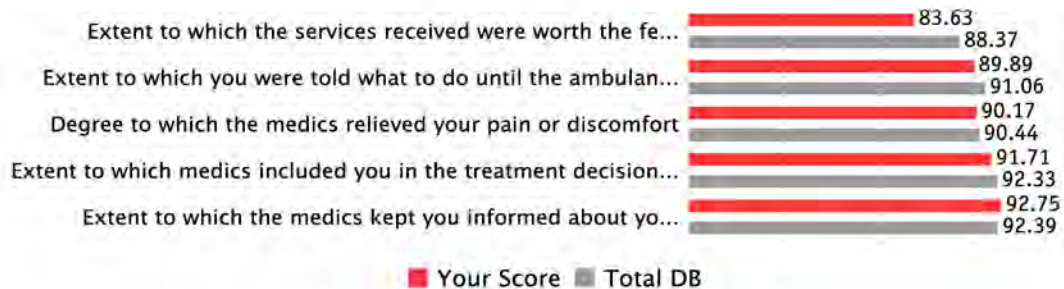 Extent to which the services received were worth the fe... 83.63
88.37
Extent to which you were told what to do until the ambulan... 89.89
91.06
Degree to which the medics relieved your pain or discomfort 90.17
90.44
Extent to which medics included you in the treatment decision... 91.71
92.33
Extent to which the medics kept you informed about yo... 92.75
92.39
Your Score Total DB